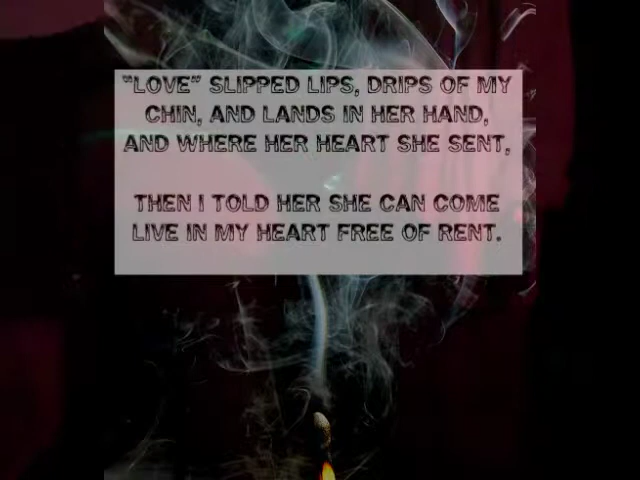 "LOVE" SLIPPED LIPS, DRIPS OF MY
CHIN, AND LANDS IN HER HAND,
AND WHERE HER HEART SHE SENT,
THEN I TOLD HER SHE CAN COME
LIVE IN MY HEART FREE OF RENT.